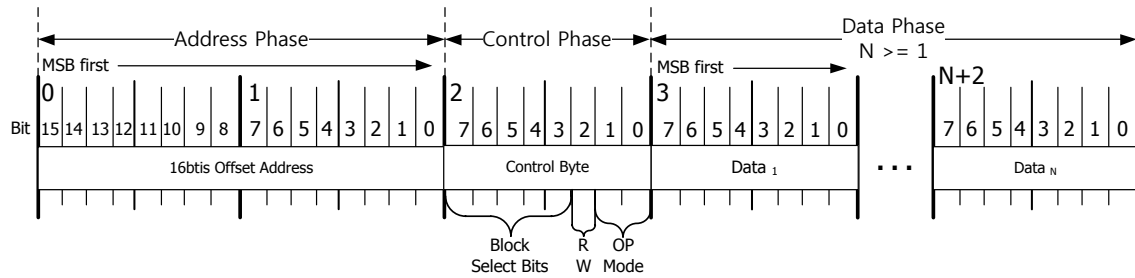 Address Phase Control Phase Data Phase
N >= 1
MSB first MSB first
0 1 2 3 N+2
Bit 15 14 13 12 11 10 9 8 7 6 5 4 3 2 1 0 7 6 5 4 3 2 1 0 7 6 5 4 3 2 1 0 7 6 5 4 3 2 1 0
16btis Offset Address Control Byte Data 1 . . . Data N
Block R OP
Select Bits W Mode